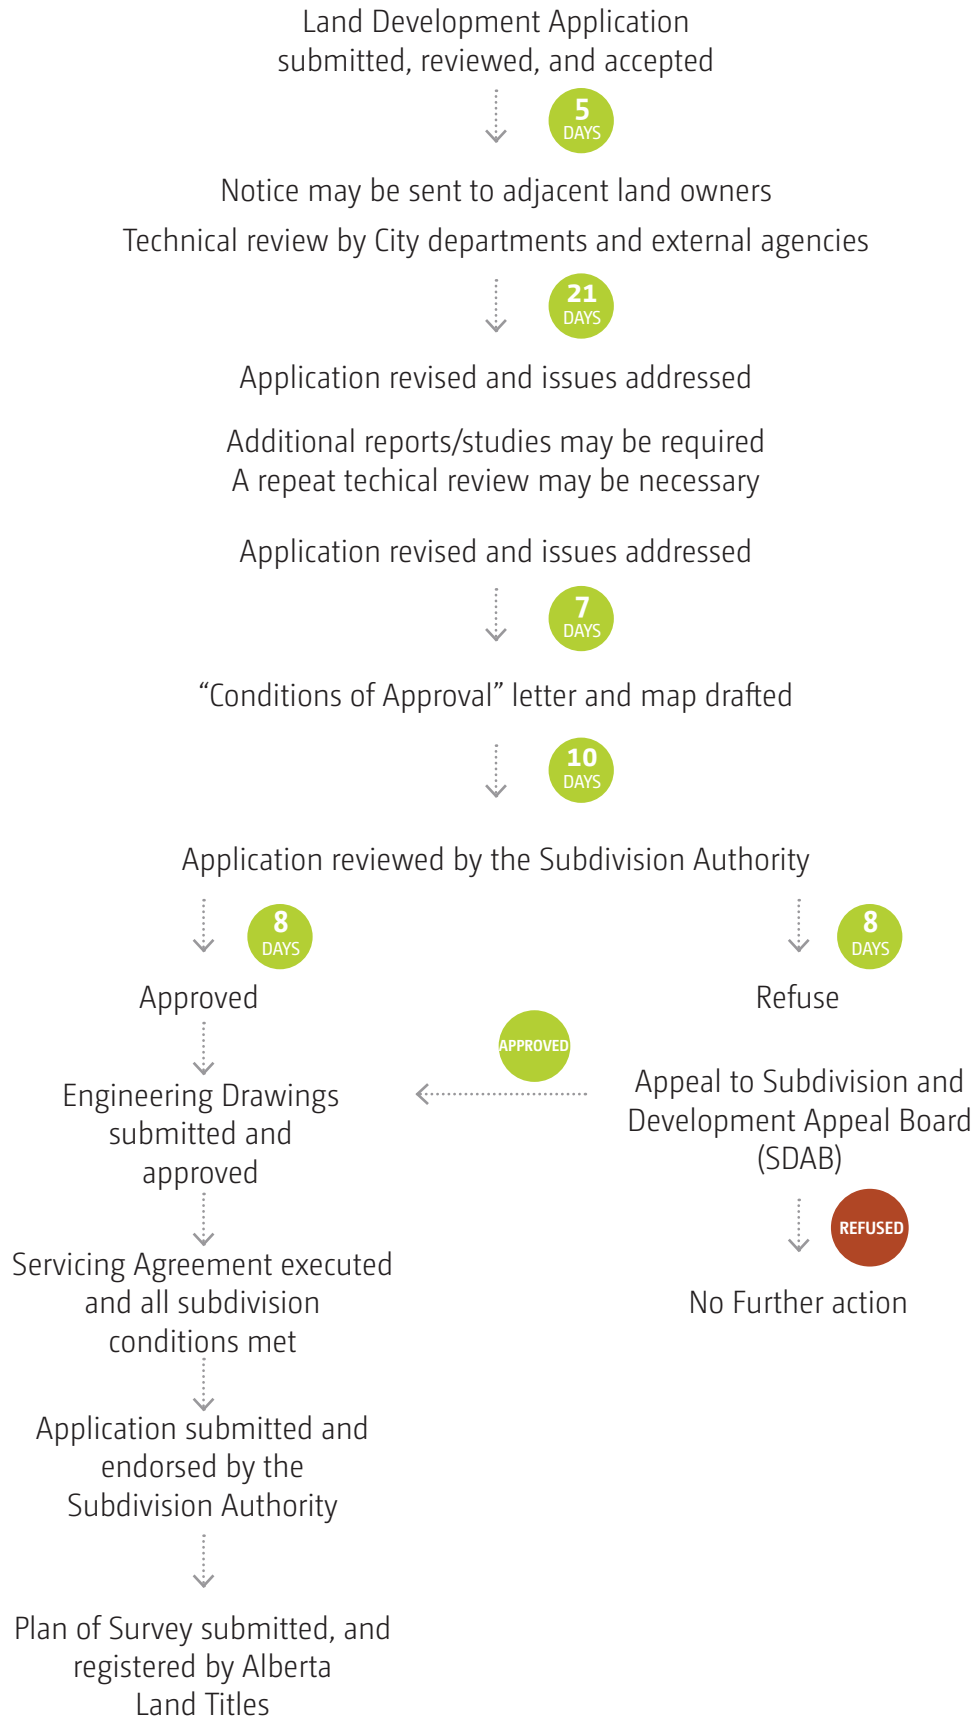 Land Development Application
submitted, reviewed, and accepted
5
DAYS
Notice may be sent to adjacent land owners
Technical review by City departments and external agencies
21
DAYS
Application revised and issues addressed
Additional reports/studies may be required
A repeat techical review may be necessary
Application revised and issues addressed
7
DAYS
“Conditions of Approval” letter and map drafted
10
DAYS
Application reviewed by the Subdivision Authority
8
DAYS
8
DAYS
Approved
Refuse
APPROVED
Engineering Drawings
submitted and
approved
Appeal to Subdivision and
Development Appeal Board
(SDAB)
REFUSED
Servicing Agreement executed
and all subdivision
conditions met
No Further action
Application submitted and
endorsed by the
Subdivision Authority
Plan of Survey submitted, and
registered by Alberta
Land Titles